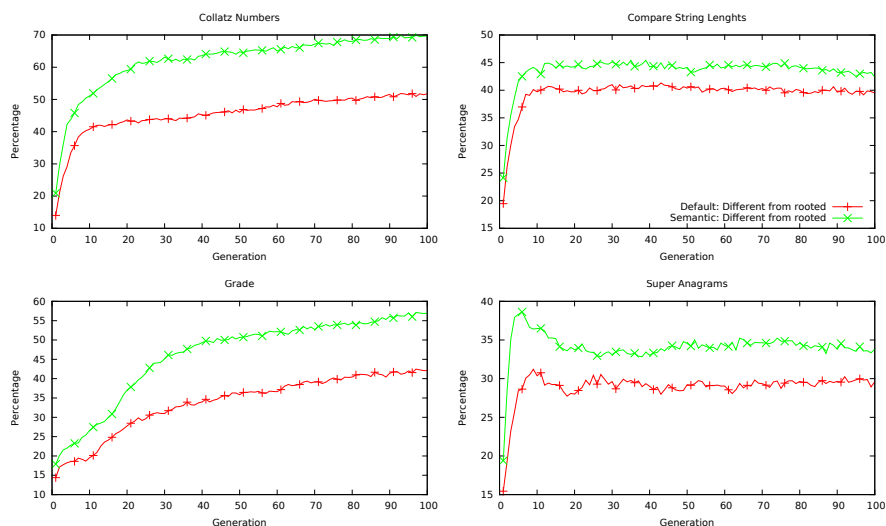 Collatz Numbers
70
60
50
40
30
20
10
Percentage
0 10 20 30 40 50 60 70 80 90 100
Generation
Compare String Lenghts
50
45
40
35
30
25
20
15
Percentage
Default: Different from rooted
Semantic: Different from rooted
0 10 20 30 40 50 60 70 80 90 100
Generation
Grade
60
55
50
45
40
35
30
25
20
15
10
Percentage
0 10 20 30 40 50 60 70 80 90 100
Generation
Super Anagrams
40
35
30
25
20
15
Percentage
0 10 20 30 40 50 60 70 80 90 100
Generation